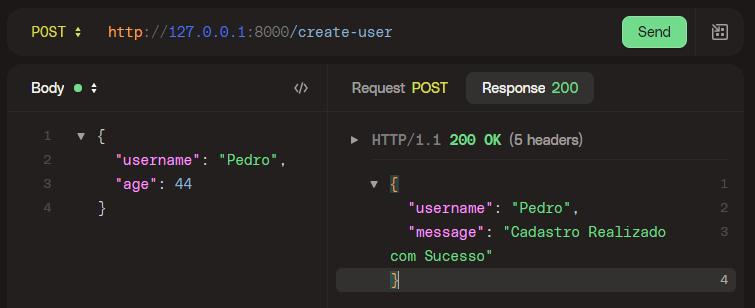 POST http://127.0.0.1:8000/create-user Send
Body Request POST Response 200
1 {
2 "username": "Pedro",
3 "age": 44
4 }
HTTP/1.1 200 OK (5 headers)
{ 1
"username": "Pedro", 2
"message": "Cadastro Realizado 3
com Sucesso"
} 4